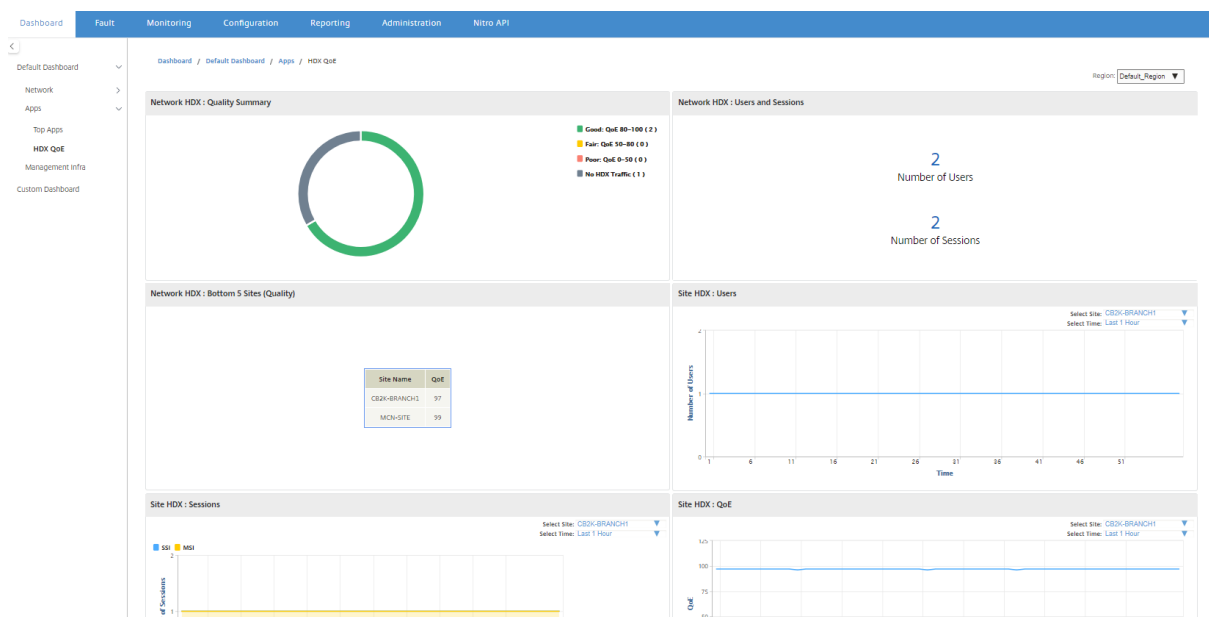 Dashboard Fault Monitoring Configuration Reporting Administration Nitro API
Default Dashboard
Network
Apps
Top Apps
HDX QoE
Management Infra
Custom Dashboard
Dashboard / Default Dashboard / Apps / HDX QoE
Region: Default_Region
Network HDX : Quality Summary
Good: QoE 80-100 ( 2 )
Fair: QoE 50-80 ( 0 )
Poor: QoE 0-50 ( 0 )
No HDX Traffic ( 1 )
Network HDX : Users and Sessions
2
Number of Users
2
Number of Sessions
Network HDX : Bottom 5 Sites (Quality)
Site Name QoE
CB2K-BRANCH1 97
MCN-SITE 99
Site HDX : Users
Select Site: CB2K-BRANCH1
Select Time: Last 1 Hour
Number of Users
2
1
0
1 6 11 16 21 26 31 36 41 46 51
Time
Site HDX : Sessions
Select Site: CB2K-BRANCH1
Select Time: Last 1 Hour
SSI MSI
of Sessions
2
1
Site HDX : QoE
Select Site: CB2K-BRANCH1
Select Time: Last 1 Hour
QoE
125
100
75